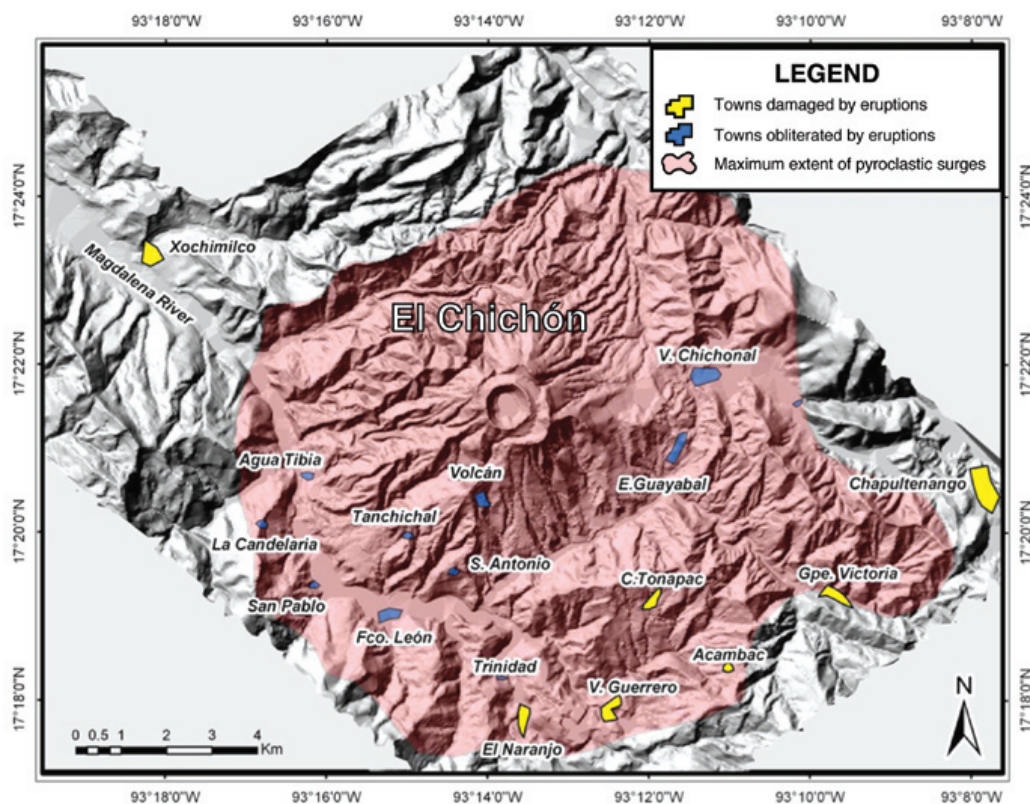 93°18'0"W 93°16'0"W 93°14'0"W 93°12'0"W 93°10'0"W 93°8'0"W
LEGEND
Towns damaged by eruptions
Towns obliterated by eruptions
Maximum extent of pyroclastic surges
17°24'0"N
17°24'0"N
Xochimilco
Magdalena River
El Chichón
17°22'0"N
17°22'0"N
V. Chichonal
Agua Tibia
Volcán
E.Guayabal
Chapultenango
Tanchichal
17°20'0"N
17°20'0"N
La Candelaria
S. Antonio
C.Tonapac
Gpe. Victoria
San Pablo
Fco. León
Trinidad
Acambac
V. Guerrero
17°18'0"N
17°18'0"N
N
El Naranjo
0 0.5 1 2 3 4
Km
93°18'0"W 93°16'0"W 93°14'0"W 93°12'0"W 93°10'0"W 93°8'0"W